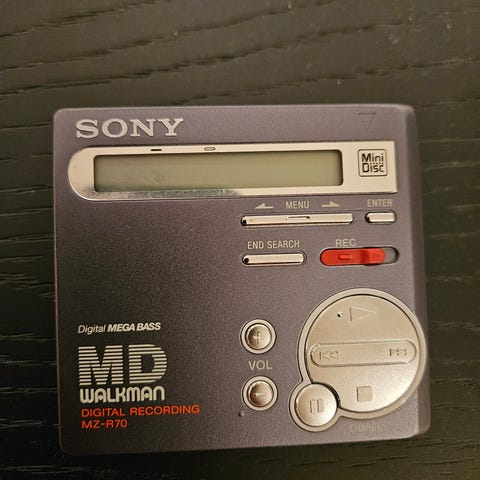 SONY
Mini
Disc
MENU
ENTER
END SEARCH
REC
Digital MEGA BASS
MD
WALKMAN
VOL
DIGITAL RECORDING
MZ-R70
CHARGE